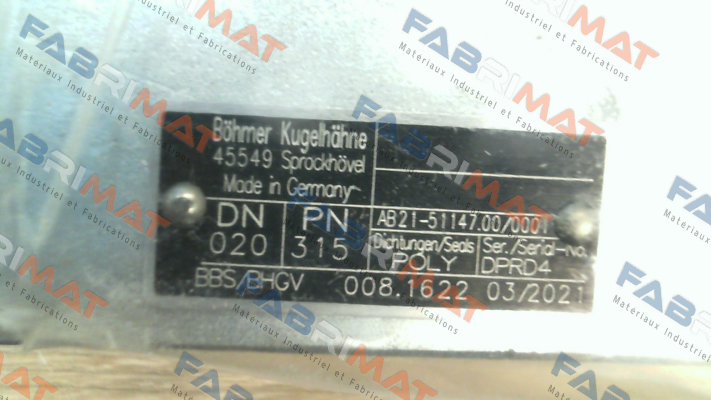 Böhmer Kugelhähne
45549 Sprockhövel
Made in Germany
DN
020
PN
315
AB21-51147.00/0001
Dichtungen/Seals
POLY
Ser./Serial-no.
DPRD4
BBS/BHGV 008.1622 03/2021
FABRIMAT
Materiaux Industriel et Fabrications